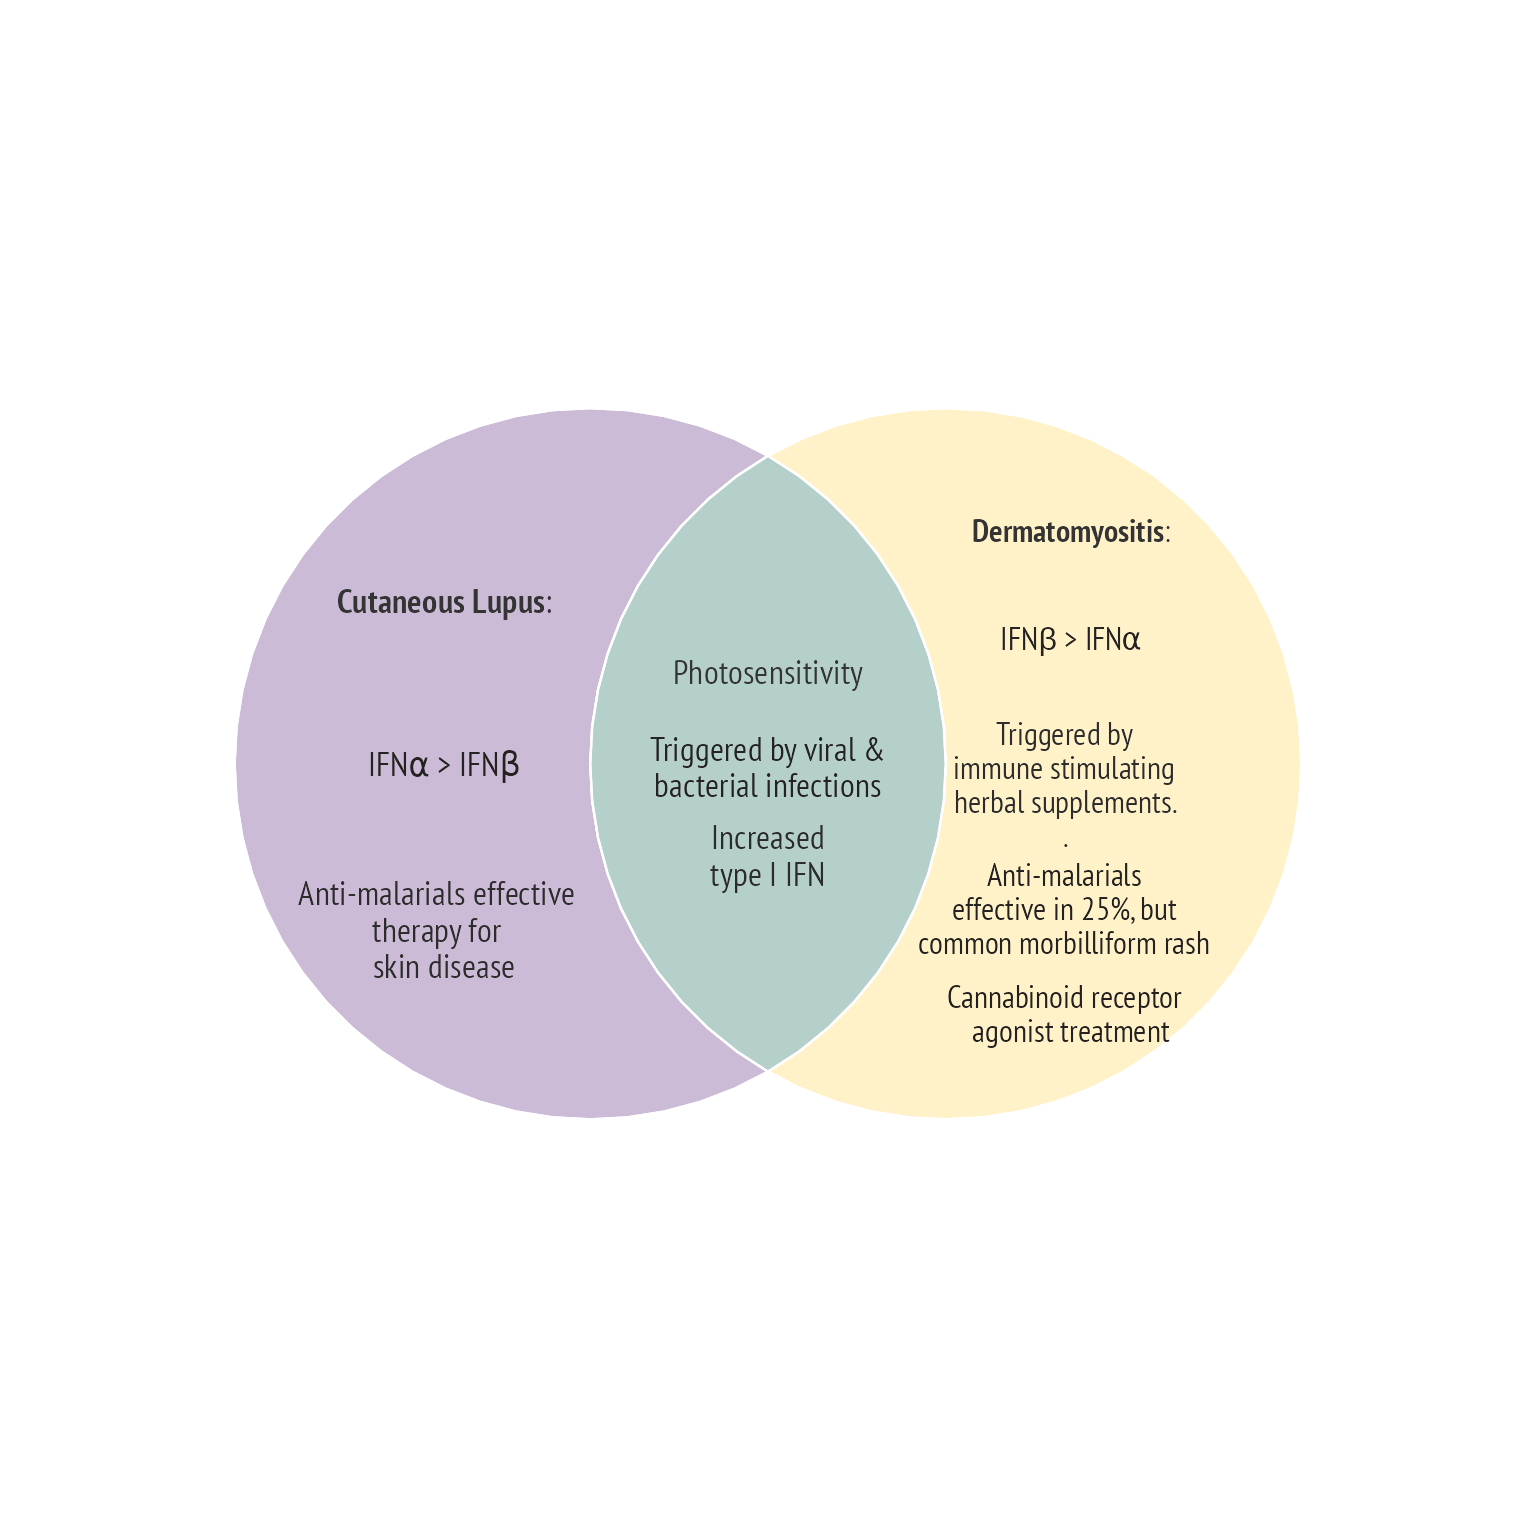 Cutaneous Lupus:
IFNα > IFNβ
Anti-malarials effective
therapy for
skin disease
Photosensitivity
Triggered by viral &
bacterial infections
Increased
type I IFN
Dermatomyositis:
IFNβ > IFNα
Triggered by
immune stimulating
herbal supplements.
.
Anti-malarials
effective in 25%, but
common morbilliform rash
Cannabinoid receptor
agonist treatment